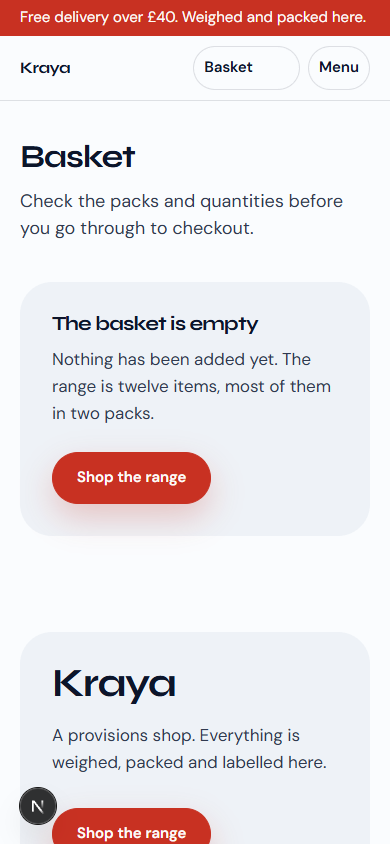 Free delivery over £40. Weighed and packed here.
Kraya
Basket
Menu
Basket
Check the packs and quantities before
you go through to checkout.
The basket is empty
Nothing has been added yet. The
range is twelve items, most of them
in two packs.
Shop the range
Kraya
A provisions shop. Everything is
weighed, packed and labelled here.
N
Shop the range